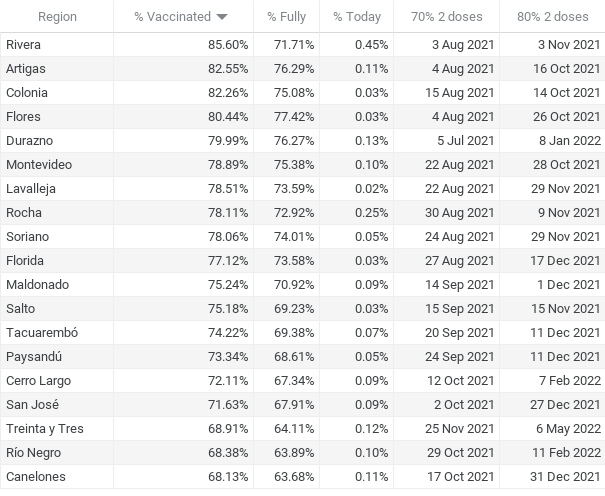 Region % Vaccinated % Fully % Today 70% 2 doses 80% 2 doses
Rivera 85.60% 71.71% 0.45% 3 Aug 2021 3 Nov 2021
Artigas 82.55% 76.29% 0.11% 4 Aug 2021 16 Oct 2021
Colonia 82.26% 75.08% 0.03% 15 Aug 2021 14 Oct 2021
Flores 80.44% 77.42% 0.03% 4 Aug 2021 26 Oct 2021
Durazno 79.99% 76.27% 0.13% 5 Jul 2021 8 Jan 2022
Montevideo 78.89% 75.38% 0.10% 22 Aug 2021 28 Oct 2021
Lavalleja 78.51% 73.59% 0.02% 22 Aug 2021 29 Nov 2021
Rocha 78.11% 72.92% 0.25% 30 Aug 2021 9 Nov 2021
Soriano 78.06% 74.01% 0.05% 24 Aug 2021 29 Nov 2021
Florida 77.12% 73.58% 0.03% 27 Aug 2021 17 Dec 2021
Maldonado 75.24% 70.92% 0.09% 14 Sep 2021 1 Dec 2021
Salto 75.18% 69.23% 0.03% 15 Sep 2021 15 Nov 2021
Tacuarembó 74.22% 69.38% 0.07% 20 Sep 2021 11 Dec 2021
Paysandú 73.34% 68.61% 0.05% 24 Sep 2021 11 Dec 2021
Cerro Largo 72.11% 67.34% 0.09% 12 Oct 2021 7 Feb 2022
San José 71.63% 67.91% 0.09% 2 Oct 2021 27 Dec 2021
Treinta y Tres 68.91% 64.11% 0.12% 25 Nov 2021 6 May 2022
Río Negro 68.38% 63.89% 0.10% 29 Oct 2021 11 Feb 2022
Canelones 68.13% 63.68% 0.11% 17 Oct 2021 31 Dec 2021